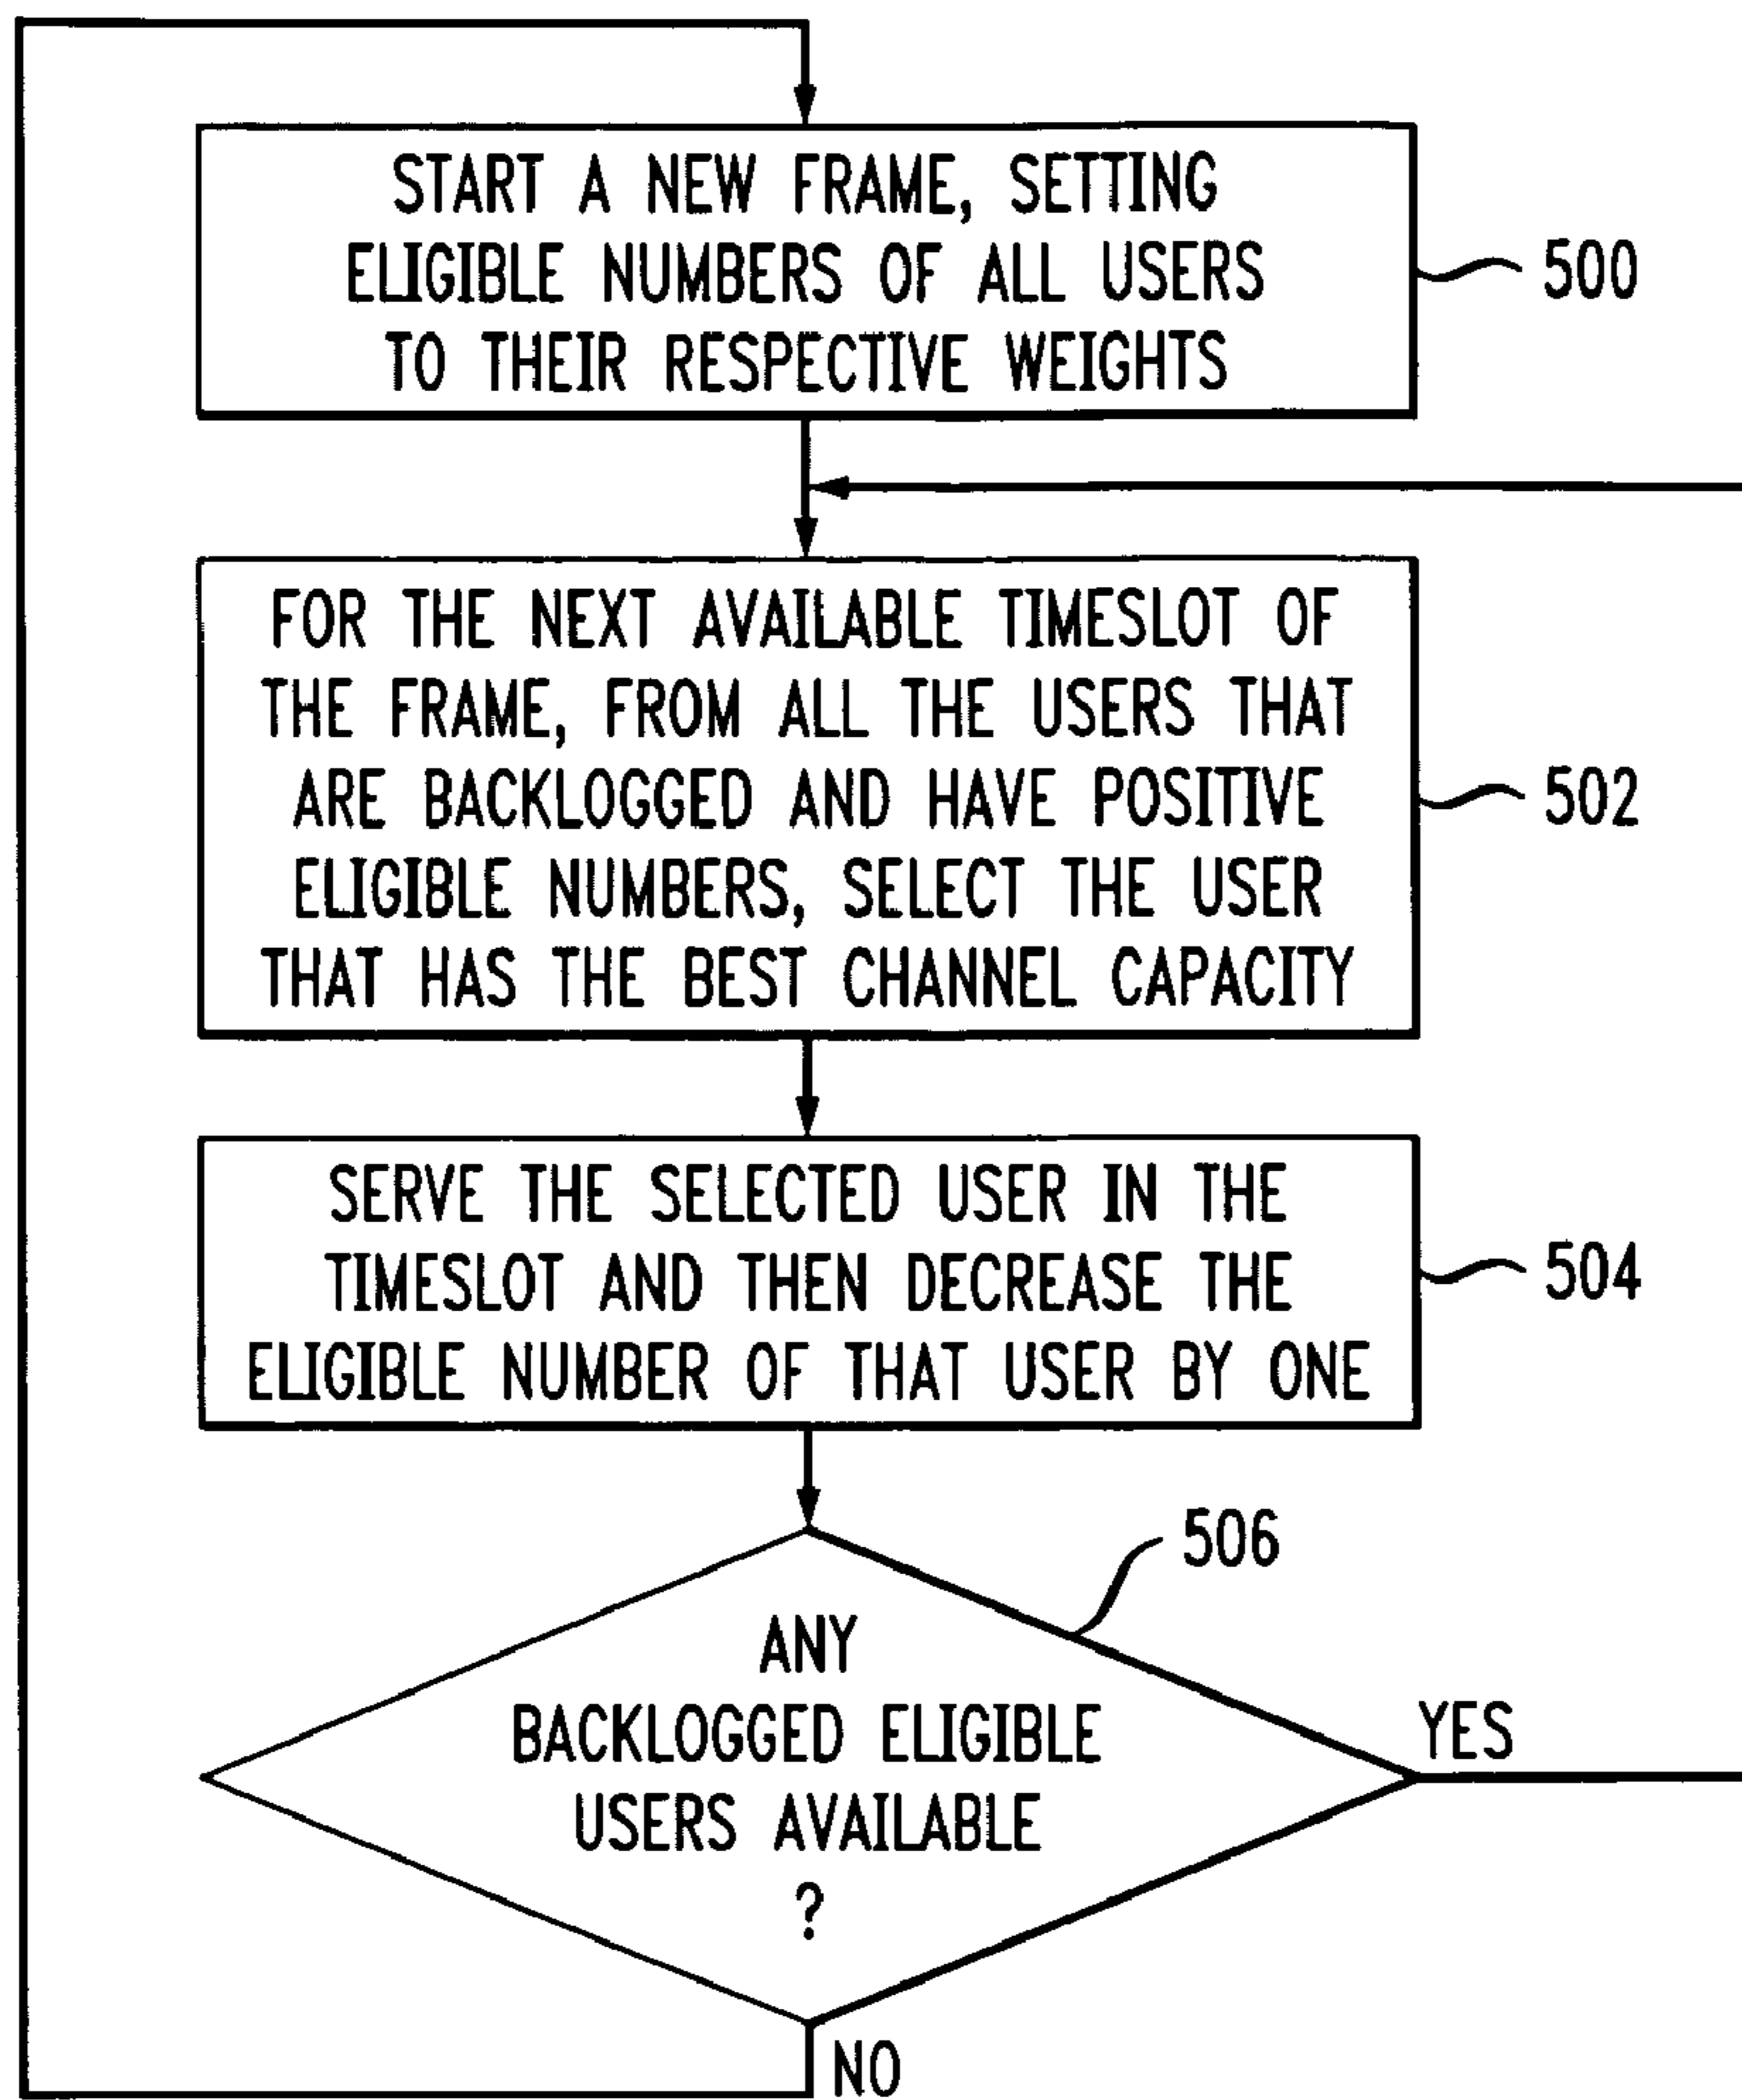 START A NEW FRAME, SETTING
ELIGIBLE NUMBERS OF ALL USERS
TO THEIR RESPECTIVE WEIGHTS
500
FOR THE NEXT AVAILABLE TIMESLOT OF
THE FRAME, FROM ALL THE USERS THAT
ARE BACKLOGGED AND HAVE POSITIVE
ELIGIBLE NUMBERS, SELECT THE USER
THAT HAS THE BEST CHANNEL CAPACITY
502
SERVE THE SELECTED USER IN THE
TIMESLOT AND THEN DECREASE THE
ELIGIBLE NUMBER OF THAT USER BY ONE
504
506
ANY
BACKLOGGED ELIGIBLE
USERS AVAILABLE
?
YES
NO